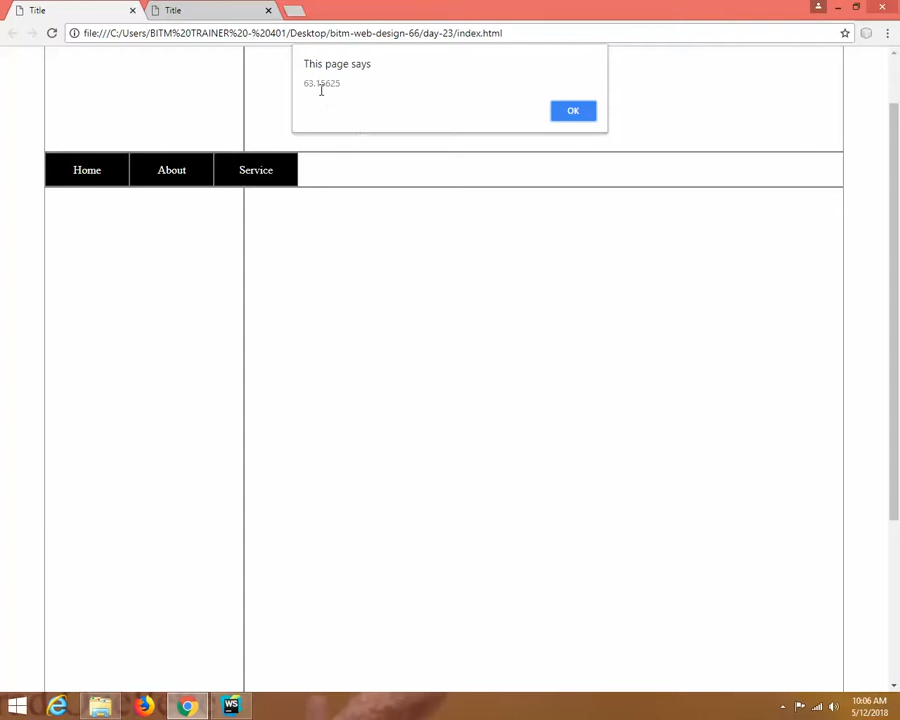 Title
Title
file:///C:/Users/BITM%20TRAINER%20-%20401/Desktop/bitm-web-design-66/day-23/index.html
This page says
63.15625
OK
Home
About
Service
WS
10:06 AM
5/12/2018